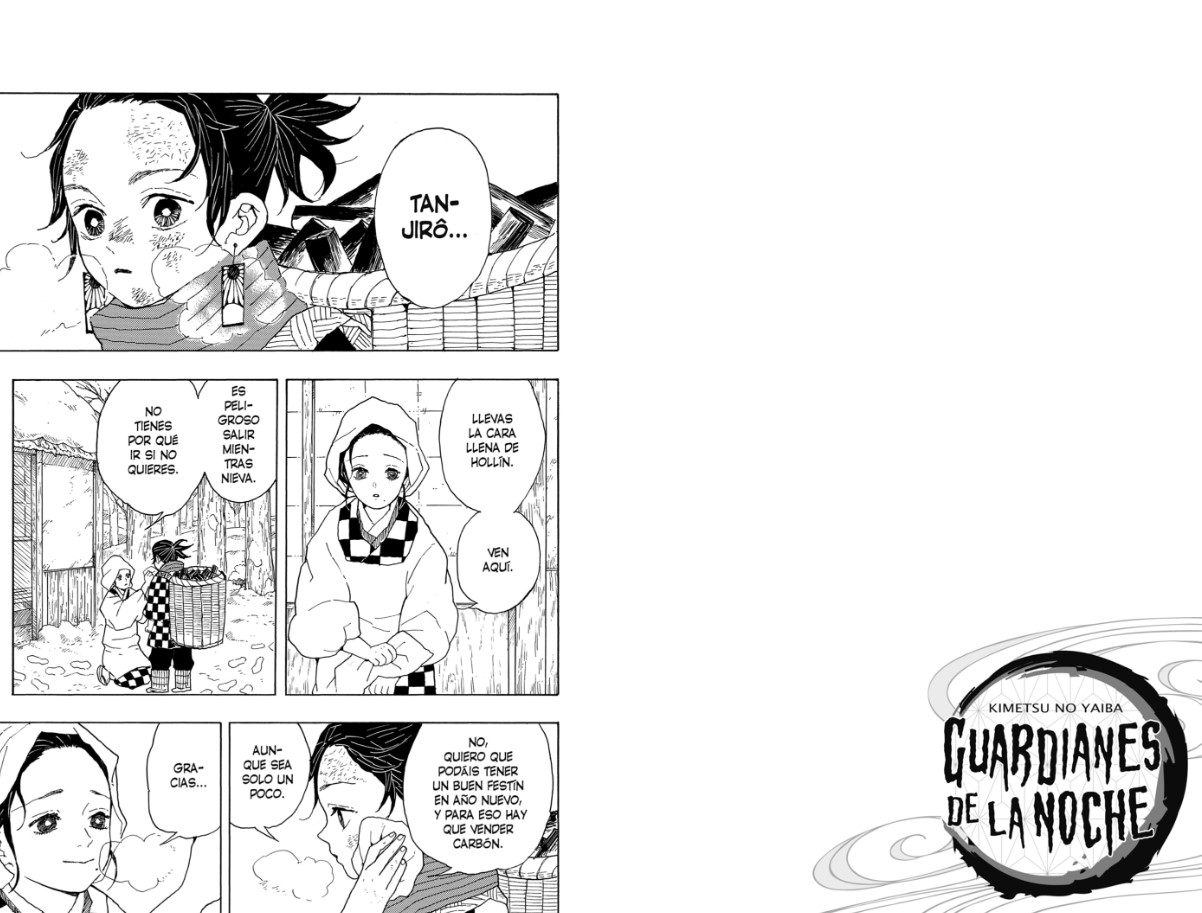 TAN-
JIRÔ...
LLEVAS
LA CARA
LLENA DE
HOLLÍN.
VEN
AQUÍ.
ES
PELI-
GROSO
SALIR
MIEN-
TRAS
NIEVA.
NO
TIENES
POR QUÉ
IR SI NO
QUIERES.
NO,
QUIERO QUE
PODÁIS TENER
UN BUEN FESTÍN
EN AÑO NUEVO,
Y PARA ESO HAY
QUE VENDER
CARBÓN.
AUN-
QUE SEA
SOLO UN
POCO.
GRA-
CIAS...
KIMETSU NO YAIBA
GUARDIANES
DE LA NOCHE